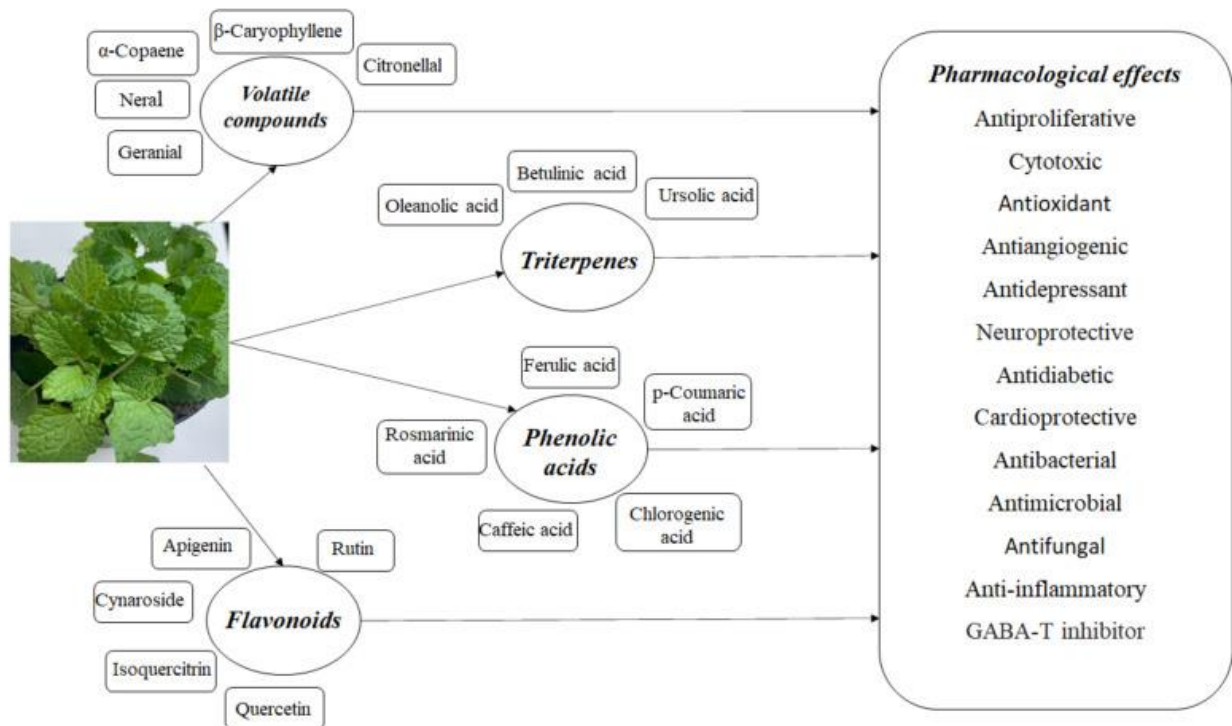 β-Caryophyllene
α-Copaene
Citronellal
Neral
Volatile
compounds
Geranial
Betulinic acid
Oleanolic acid
Ursolic acid
Triterpenes
Ferulic acid
p-Coumaric
acid
Rosmarinic
acid
Phenolic
acids
Caffeic acid
Chlorogenic
acid
Apigenin
Rutin
Cynaroside
Flavonoids
Isoquercitrin
Quercetin
Pharmacological effects
Antiproliferative
Cytotoxic
Antioxidant
Antiangiogenic
Antidepressant
Neuroprotective
Antidiabetic
Cardioprotective
Antibacterial
Antimicrobial
Antifungal
Anti-inflammatory
GABA-T inhibitor